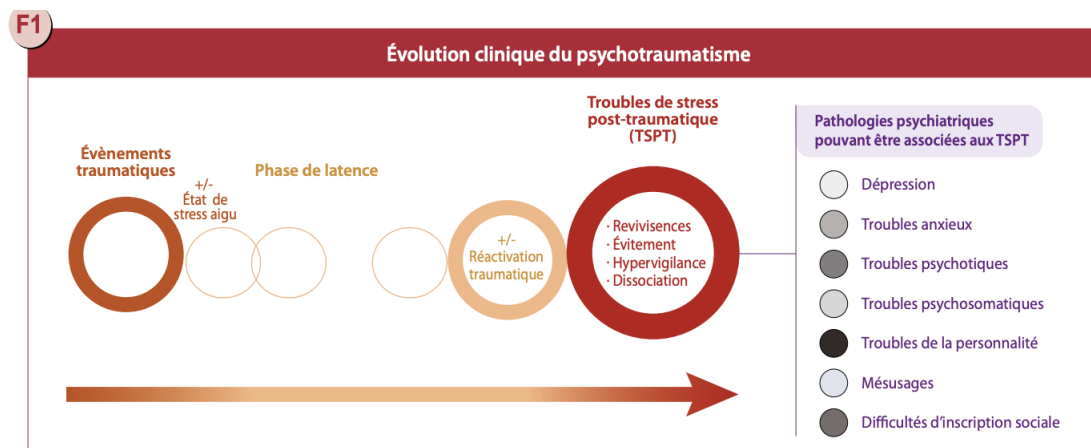 F1
Évolution clinique du psychotraumatisme
Évènements
traumatiques
+/-
État de
stress aigu
Phase de latence
+/-
Réactivation
traumatique
Troubles de stress
post-traumatique
(TSPT)
· Revivisences
· Évitement
· Hypervigilance
· Dissociation
Pathologies psychiatriques
pouvant être associées aux TSPT
Dépression
Troubles anxieux
Troubles psychotiques
Troubles psychosomatiques
Troubles de la personnalité
Mésusages
Difficultés d'inscription sociale